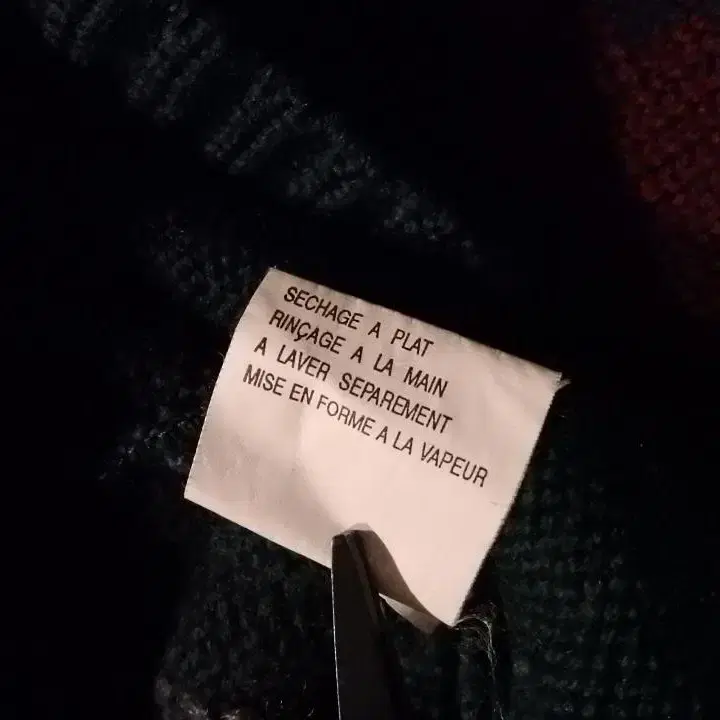 SECHAGE A PLAT
RINÇAGE A LA MAIN
A LAVER SEPAREMENT
MISE EN FORME A LA VAPEUR